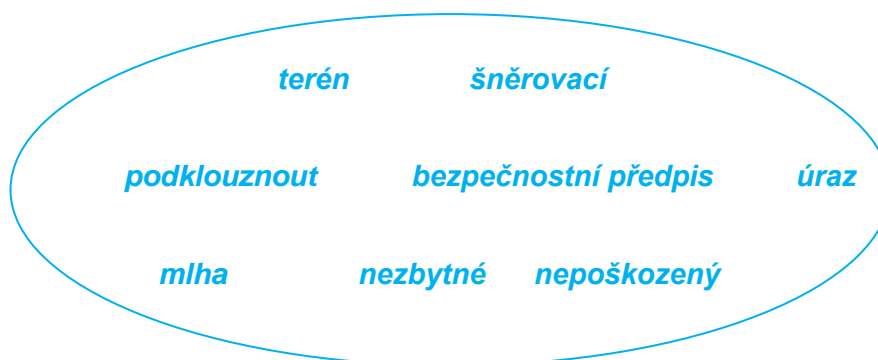 terén šněrovací
podklouznout bezpečnostní předpis úraz
mlha nezbytné nepoškozený